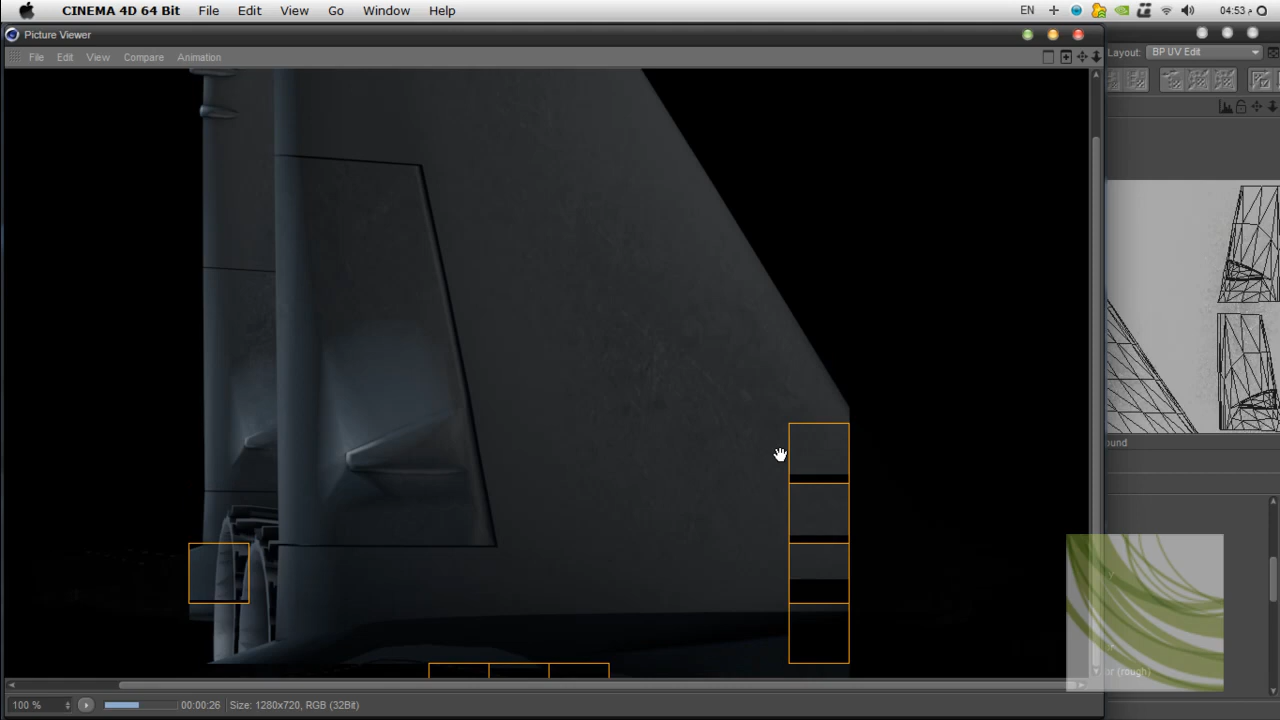 CINEMA 4D 64 Bit File Edit View Go Window Help EN 04:53 م
Picture Viewer
Layout: BP UV Edit
File Edit View Compare Animation
ound
(rough)
100 % 00:00:26 Size: 1280x720, RGB (32Bit)